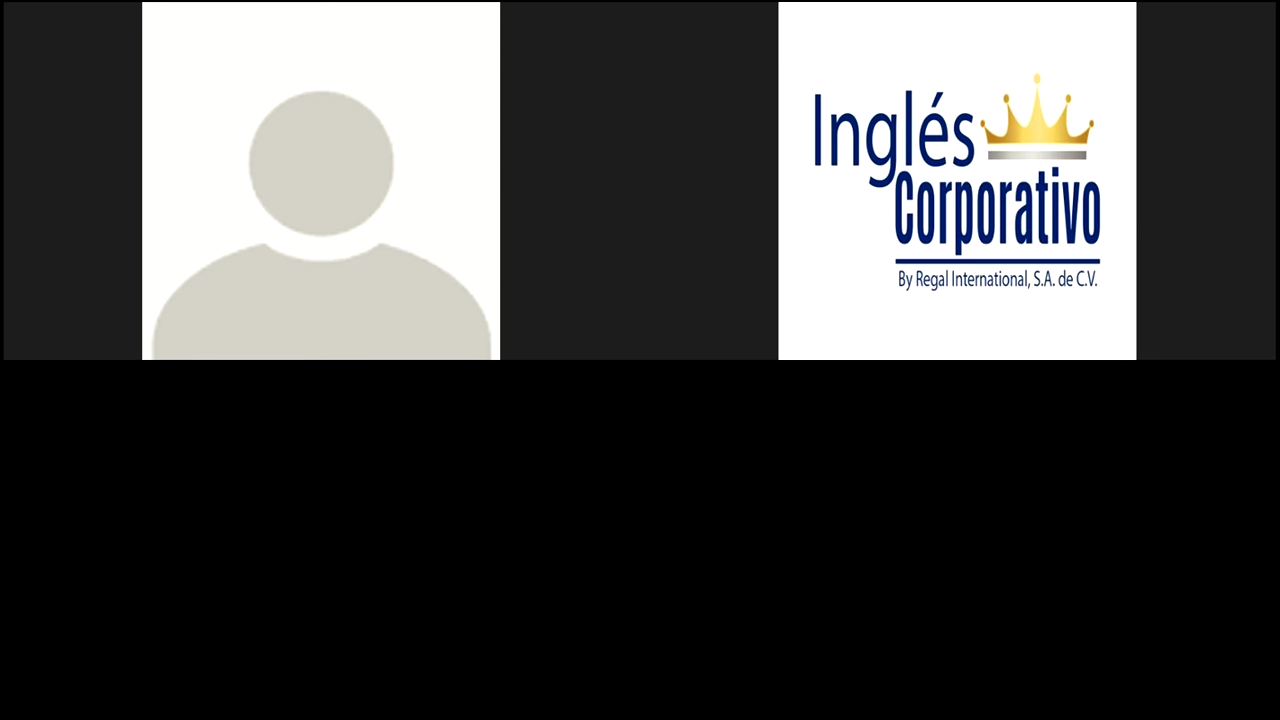 Inglés
Corporativo
By Regal International, S.A. de C.V.